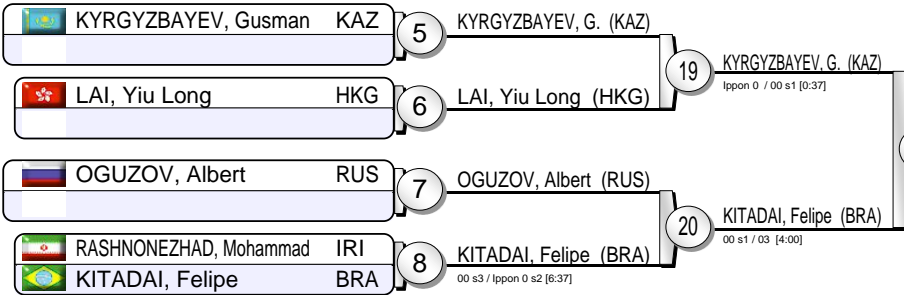 KYRGYZBAYEV, Gusman KAZ
5
KYRGYZBAYEV, G. (KAZ)
19
KYRGYZBAYEV, G. (KAZ)
Ippon 0 / 00 s1 [0:37]
LAI, Yiu Long HKG
6
LAI, Yiu Long (HKG)
OGUZOV, Albert RUS
7
OGUZOV, Albert (RUS)
20
KITADAI, Felipe (BRA)
00 s1 / 03 [4:00]
RASHNONEZHAD, Mohammad IRI
KITADAI, Felipe BRA
8
KITADAI, Felipe (BRA)
00 s3 / Ippon 0 s2 [6:37]